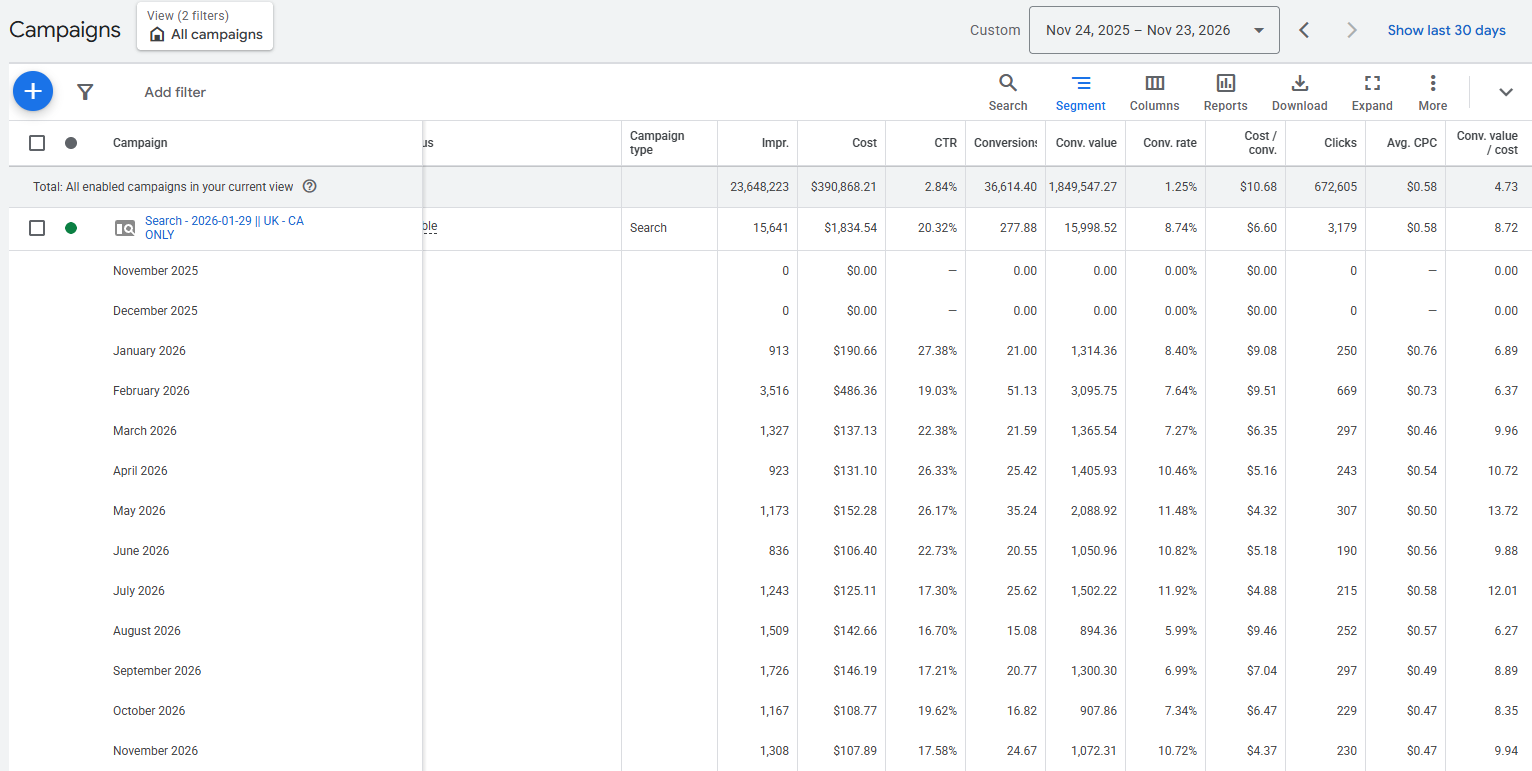 Campaigns
View (2 filters)
All campaigns
Custom
Nov 24, 2025 – Nov 23, 2026
Show last 30 days
Add filter
Search
Segment
Columns
Reports
Download
Expand
More
Campaign us Campaign type Impr. Cost CTR Conversions Conv. value Conv. rate Cost / conv. Clicks Avg. CPC Conv. value / cost
Total: All enabled campaigns in your current view 23,648,223 $390,868.21 2.84% 36,614.40 1,849,547.27 1.25% $10.68 672,605 $0.58 4.73
Search - 2026-01-29 || UK - CA ONLY ble Search 15,641 $1,834.54 20.32% 277.88 15,998.52 8.74% $6.60 3,179 $0.58 8.72
November 2025 0 $0.00 — 0.00 0.00 0.00% $0.00 0 — 0.00
December 2025 0 $0.00 — 0.00 0.00 0.00% $0.00 0 — 0.00
January 2026 913 $190.66 27.38% 21.00 1,314.36 8.40% $9.08 250 $0.76 6.89
February 2026 3,516 $486.36 19.03% 51.13 3,095.75 7.64% $9.51 669 $0.73 6.37
March 2026 1,327 $137.13 22.38% 21.59 1,365.54 7.27% $6.35 297 $0.46 9.96
April 2026 923 $131.10 26.33% 25.42 1,405.93 10.46% $5.16 243 $0.54 10.72
May 2026 1,173 $152.28 26.17% 35.24 2,088.92 11.48% $4.32 307 $0.50 13.72
June 2026 836 $106.40 22.73% 20.55 1,050.96 10.82% $5.18 190 $0.56 9.88
July 2026 1,243 $125.11 17.30% 25.62 1,502.22 11.92% $4.88 215 $0.58 12.01
August 2026 1,509 $142.66 16.70% 15.08 894.36 5.99% $9.46 252 $0.57 6.27
September 2026 1,726 $146.19 17.21% 20.77 1,300.30 6.99% $7.04 297 $0.49 8.89
October 2026 1,167 $108.77 19.62% 16.82 907.86 7.34% $6.47 229 $0.47 8.35
November 2026 1,308 $107.89 17.58% 24.67 1,072.31 10.72% $4.37 230 $0.47 9.94